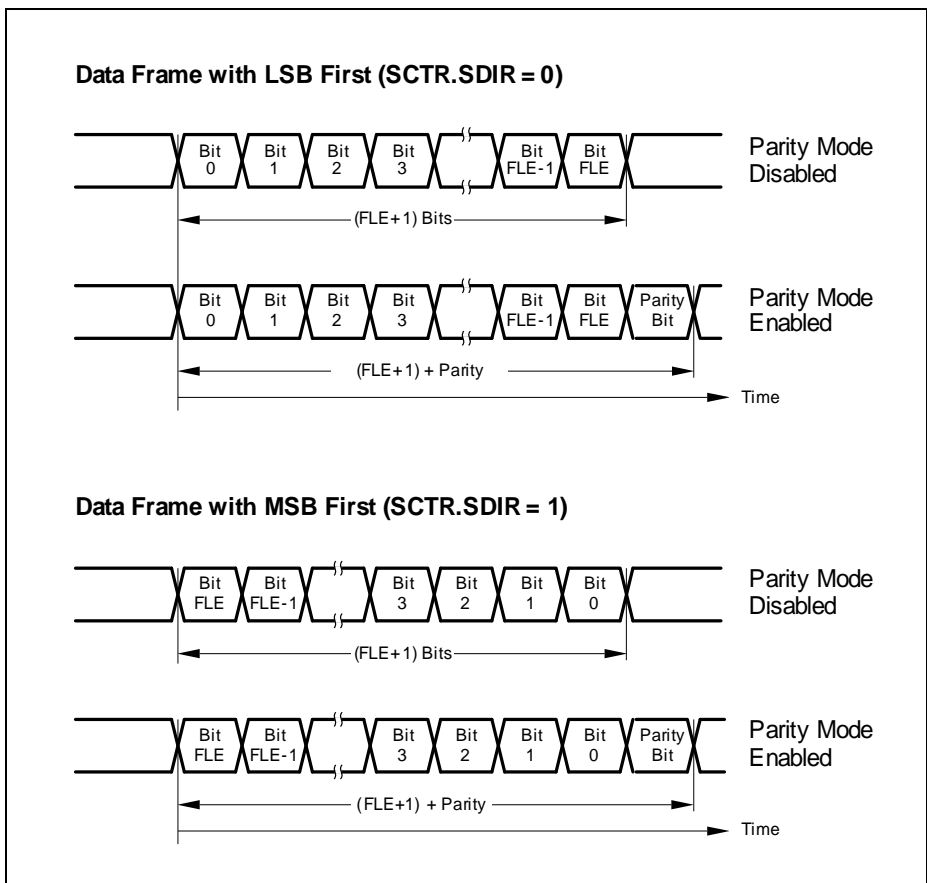 Data Frame with LSB First (SCTR.SDIR = 0)
Bit 0 Bit 1 Bit 2 Bit 3 Bit FLE-1 Bit FLE
Parity Mode Disabled
(FLE+1) Bits
Bit 0 Bit 1 Bit 2 Bit 3 Bit FLE-1 Bit FLE Parity Bit
Parity Mode Enabled
(FLE+1) + Parity
Time
Data Frame with MSB First (SCTR.SDIR = 1)
Bit FLE Bit FLE-1 Bit 3 Bit 2 Bit 1 Bit 0
Parity Mode Disabled
(FLE+1) Bits
Bit FLE Bit FLE-1 Bit 3 Bit 2 Bit 1 Bit 0 Parity Bit
Parity Mode Enabled
(FLE+1) + Parity
Time